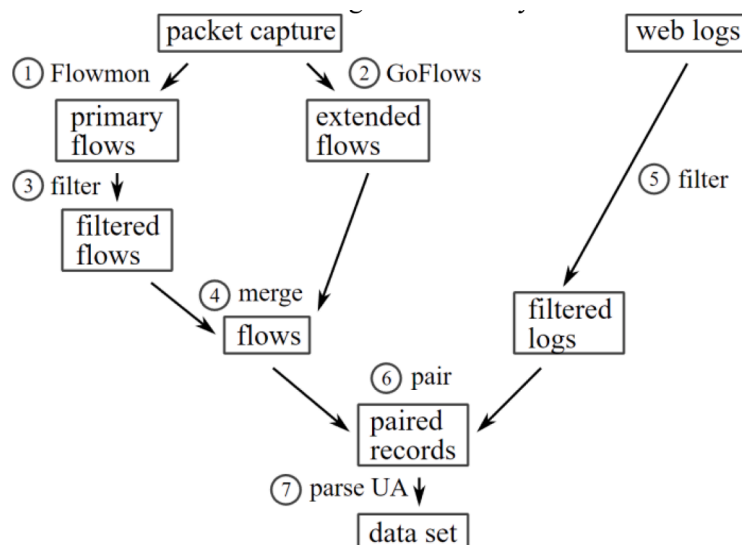 packet capture
web logs
1 Flowmon
2 GoFlows
primary
flows
extended
flows
3 filter
5 filter
filtered
flows
4 merge
flows
filtered
logs
6 pair
paired
records
7 parse UA
data set